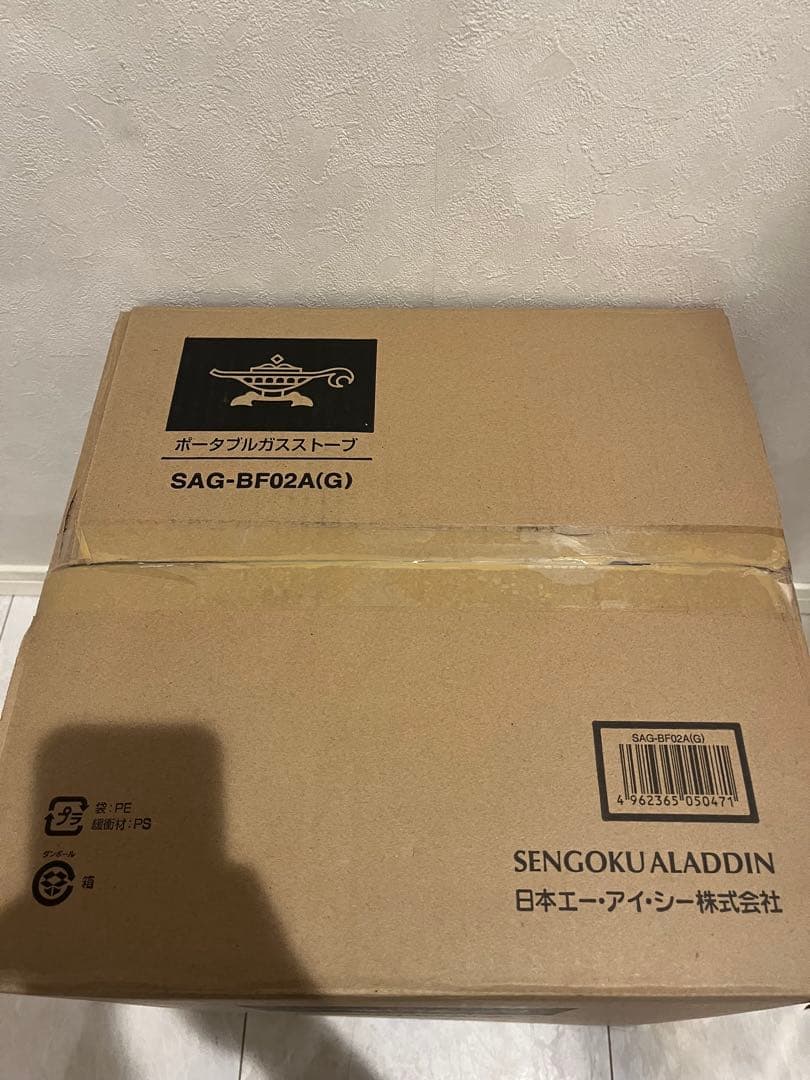 ポータブルガスストーブ
SAG-BF02A(G)
SAG-BF02A(G)
4 962365 050471
プラ
袋:PE
緩衝材:PS
ダンボール
箱
SENGOKU ALADDIN
日本エー・アイ・シー株式会社